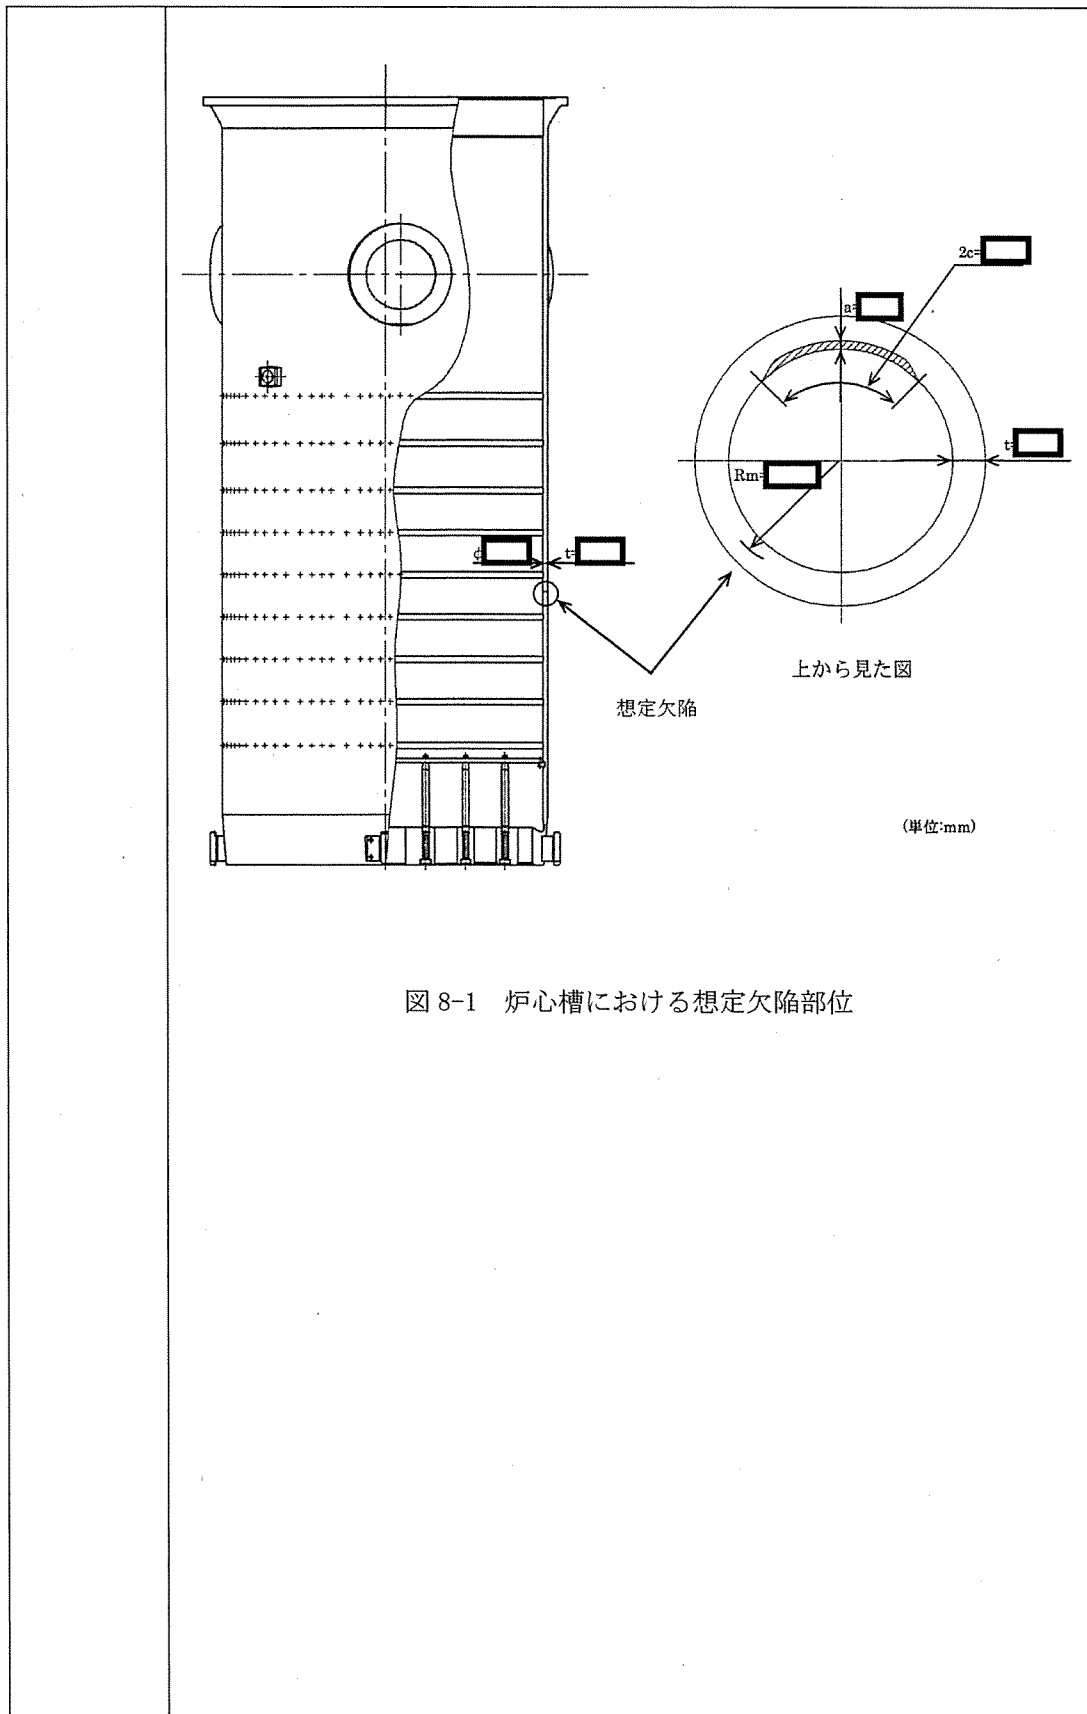 2c=
a=
t=
Rm=
φ
t=
上から見た図
想定欠陥
(単位:mm)
図 8-1 炉心槽における想定欠陥部位